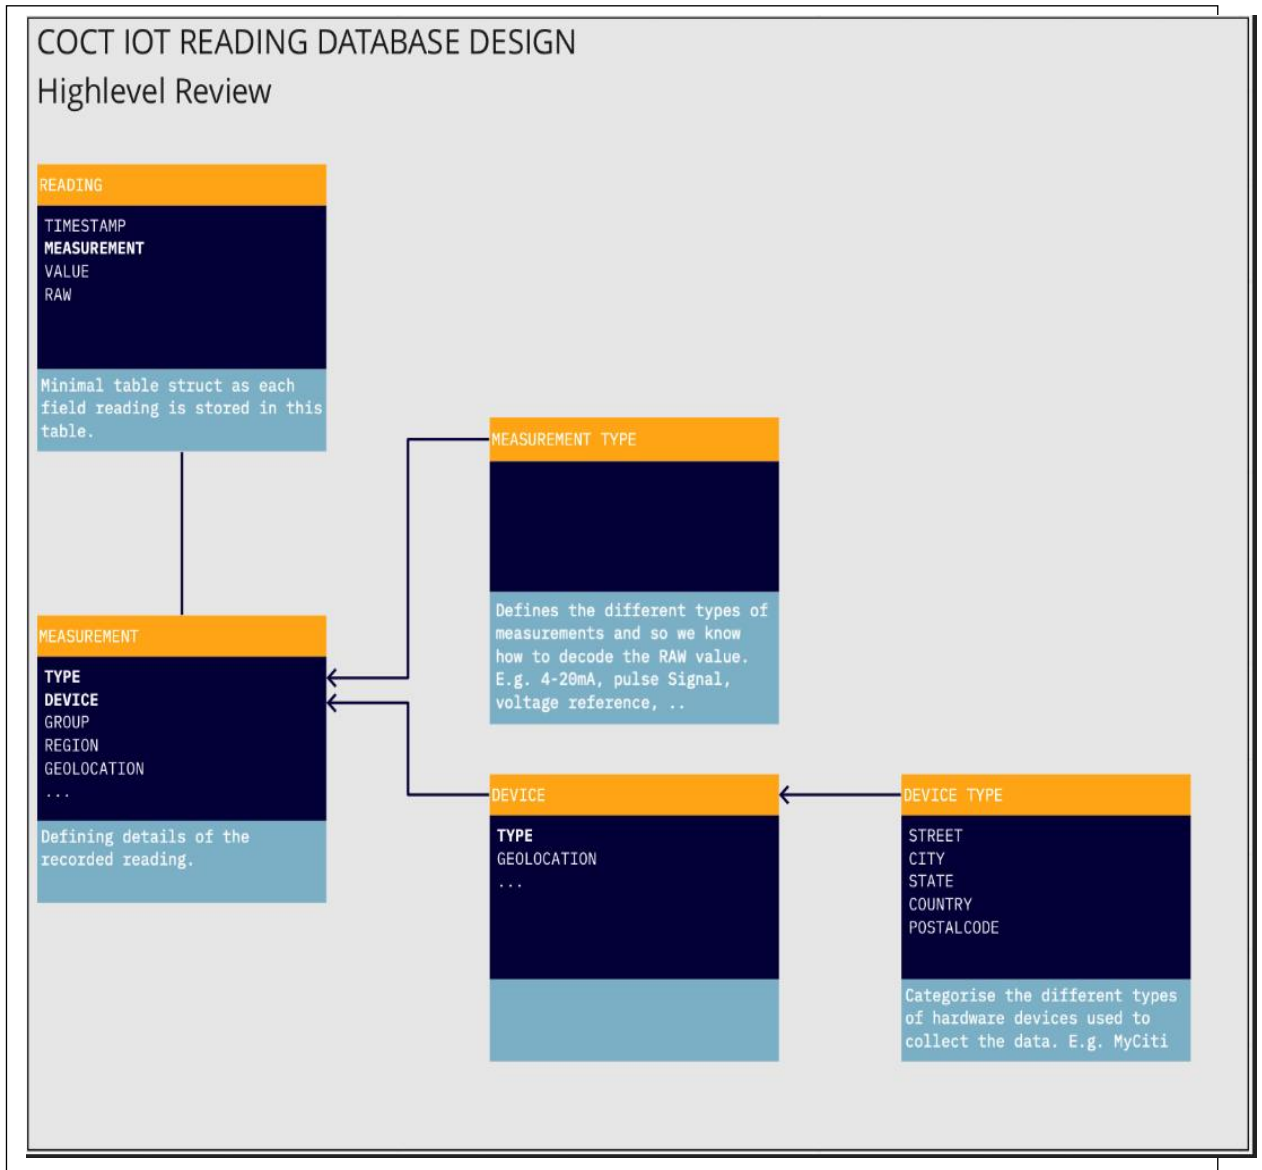 COCT IOT READING DATABASE DESIGN
Highlevel Review
READING
TIMESTAMP
MEASUREMENT
VALUE
RAW
Minimal table struct as each
field reading is stored in this
table.
MEASUREMENT TYPE
Defines the different types of
measurements and so we know
how to decode the RAW value.
E.g. 4-20mA, pulse Signal,
voltage reference, ..
MEASUREMENT
TYPE
DEVICE
GROUP
REGION
GEOLOCATION
...
Defining details of the
recorded reading.
DEVICE
TYPE
GEOLOCATION
...
DEVICE TYPE
STREET
CITY
STATE
COUNTRY
POSTALCODE
Categorise the different types
of hardware devices used to
collect the data. E.g. MyCiti